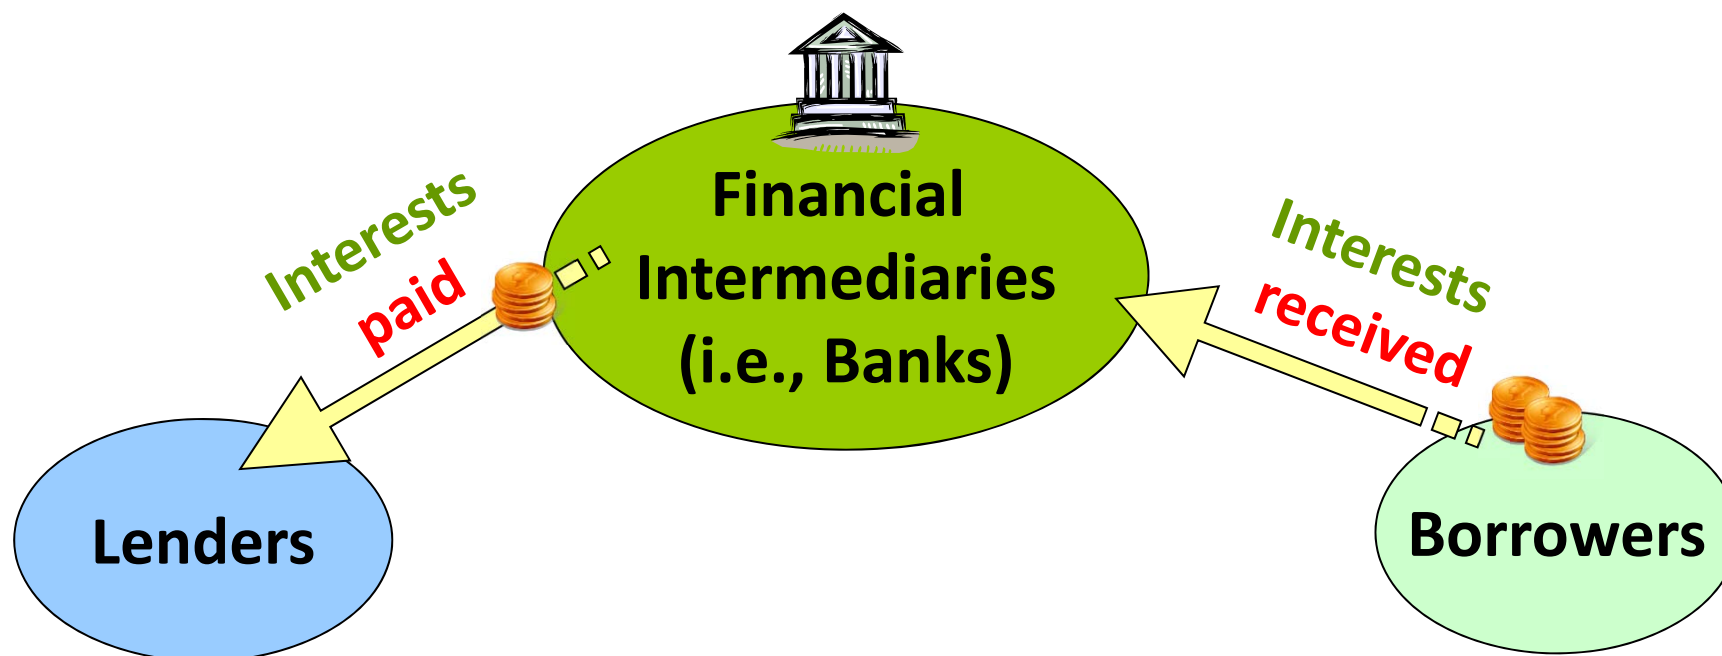 Financial
Intermediaries
(i.e., Banks)
Interests
paid
Interests
received
Lenders
Borrowers